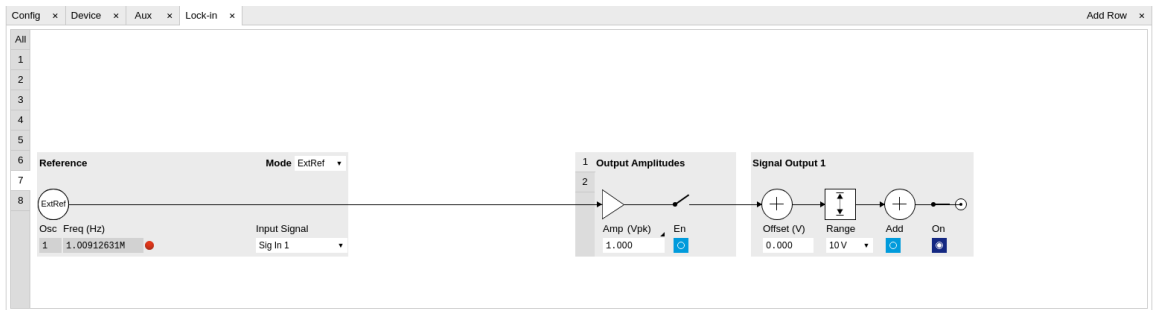 Config × Device × Aux × Lock-in × Add Row ×
All
1
2
3
4
5
6
7
8
Reference Mode ExtRef
ExtRef
Osc Freq (Hz) Input Signal
1 1.00912631M Sig In 1
1 Output Amplitudes
2
Amp (Vpk) En
1.000
Signal Output 1
Offset (V) Range Add On
0.000 10 V